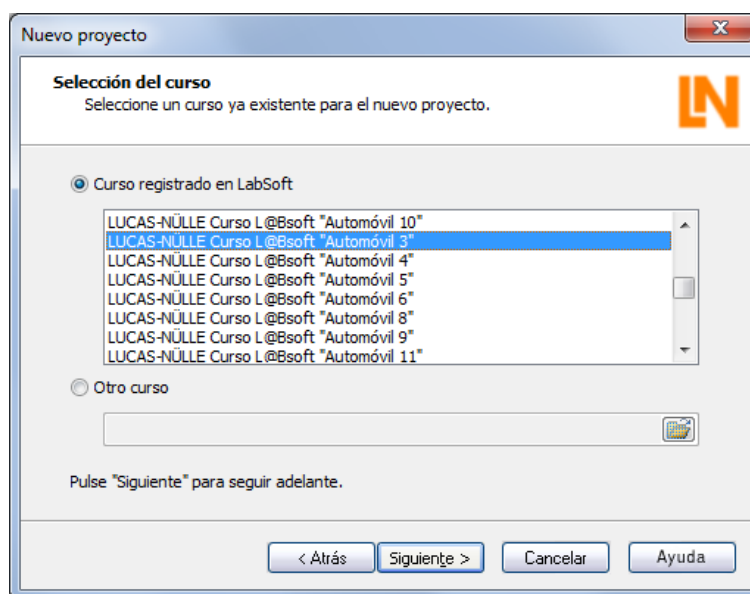 Nuevo proyecto
x
Selección del curso
Seleccione un curso ya existente para el nuevo proyecto.
LN
Curso registrado en LabSoft
LUCAS-NÜLLE Curso L@Bsoft "Automóvil 10"
LUCAS-NÜLLE Curso L@Bsoft "Automóvil 3"
LUCAS-NÜLLE Curso L@Bsoft "Automóvil 4"
LUCAS-NÜLLE Curso L@Bsoft "Automóvil 5"
LUCAS-NÜLLE Curso L@Bsoft "Automóvil 6"
LUCAS-NÜLLE Curso L@Bsoft "Automóvil 8"
LUCAS-NÜLLE Curso L@Bsoft "Automóvil 9"
LUCAS-NÜLLE Curso L@Bsoft "Automóvil 11"
Otro curso
Pulse "Siguiente" para seguir adelante.
< Atrás Siguiente > Cancelar Ayuda